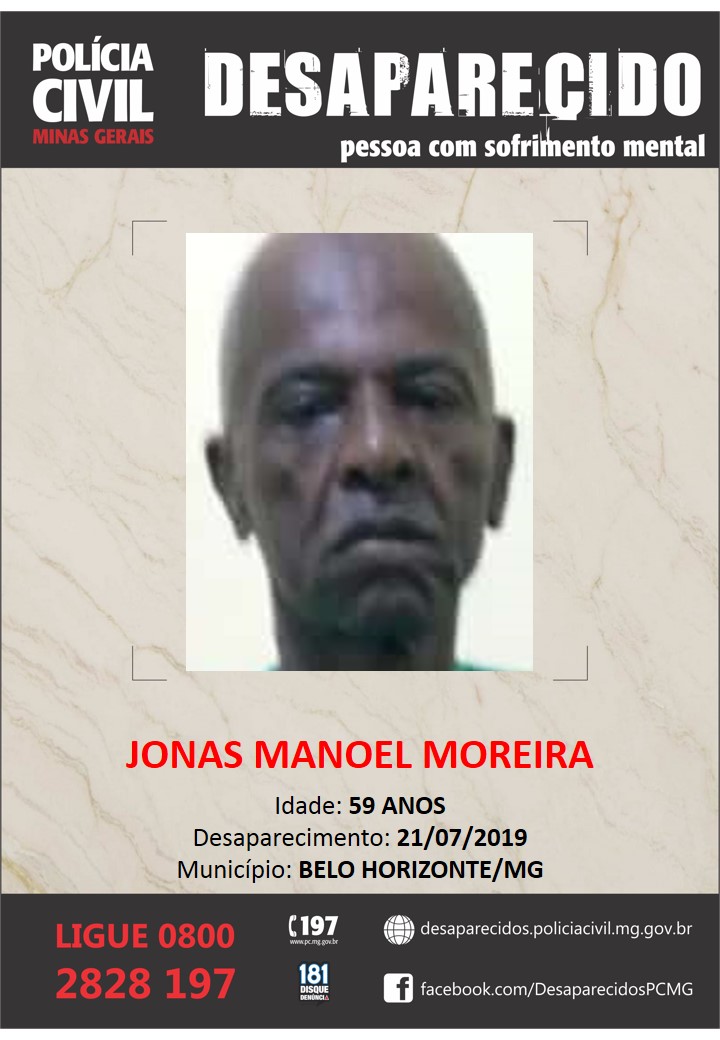 POLÍCIA
CIVIL
MINAS GERAIS
DESAPARECIDO
pessoa com sofrimento mental
JONAS MANOEL MOREIRA
Idade: 59 ANOS
Desaparecimento: 21/07/2019
Município: BELO HORIZONTE/MG
LIGUE 0800
2828 197
197
www.pc.mg.gov.br
181
DISQUE
DENÚNCIA
desaparecidos.policiacivil.mg.gov.br
facebook.com/DesaparecidosPCMG